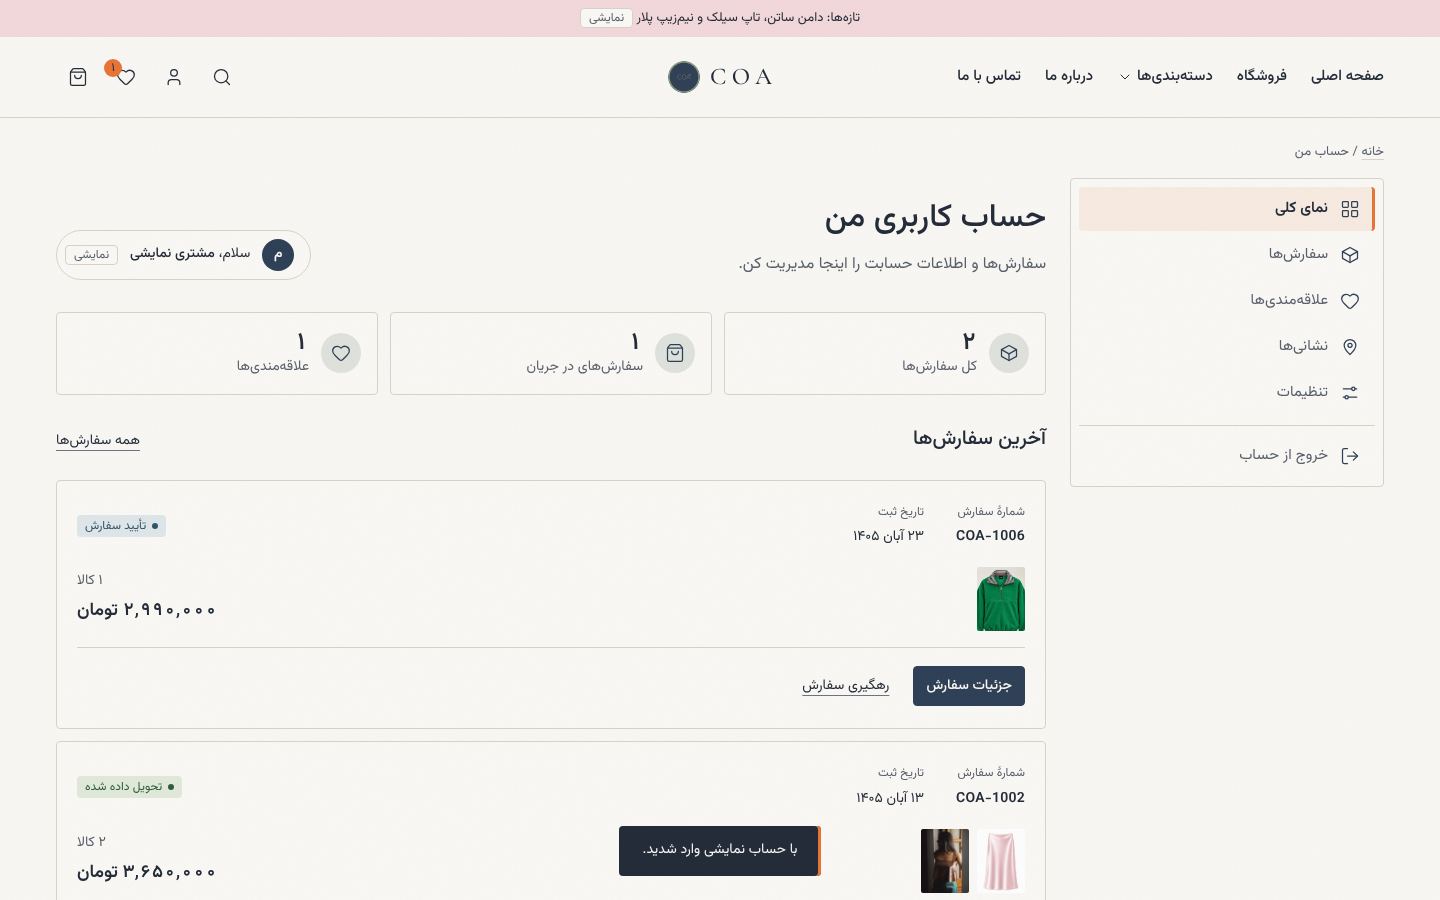 تازه‌ها: دامن ساتن، تاپ سیلک و نیم‌زیپ پلار نمایشی
صفحه اصلی
فروشگاه
دسته‌بندی‌ها
درباره ما
تماس با ما
COA
۱
خانه / حساب من
نمای کلی
سفارش‌ها
علاقه‌مندی‌ها
نشانی‌ها
تنظیمات
خروج از حساب
حساب کاربری من
سفارش‌ها و اطلاعات حسابت را اینجا مدیریت کن.
م
سلام، مشتری نمایشی نمایشی
۲
کل سفارش‌ها
۱
سفارش‌های در جریان
۱
علاقه‌مندی‌ها
آخرین سفارش‌ها
همه سفارش‌ها
شمارهٔ سفارش
COA-1006
تاریخ ثبت
۲۳ آبان ۱۴۰۵
تأیید سفارش
۱ کالا
۲,۹۹۰,۰۰۰ تومان
جزئیات سفارش
رهگیری سفارش
شمارهٔ سفارش
COA-1002
تاریخ ثبت
۱۳ آبان ۱۴۰۵
تحویل داده شده
۲ کالا
۳,۶۵۰,۰۰۰ تومان
با حساب نمایشی وارد شدید.